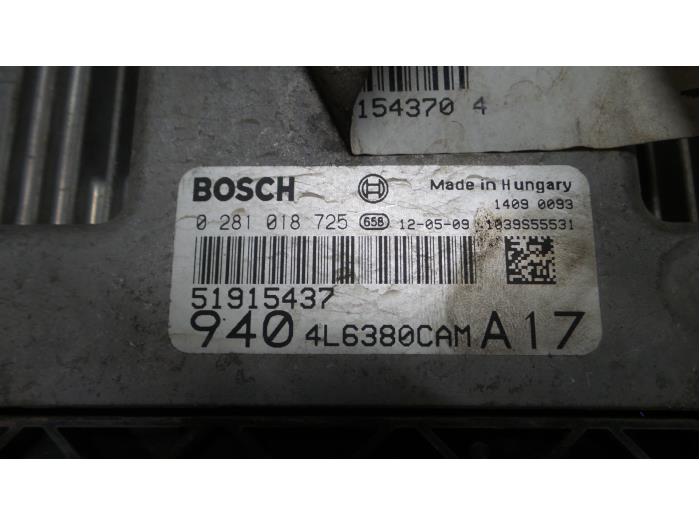 154370 4
BOSCH Made in Hungary
1409 0093
0 281 018 725 658 12-05-09 1039S55531
51915437
940 4L6380CAM A17